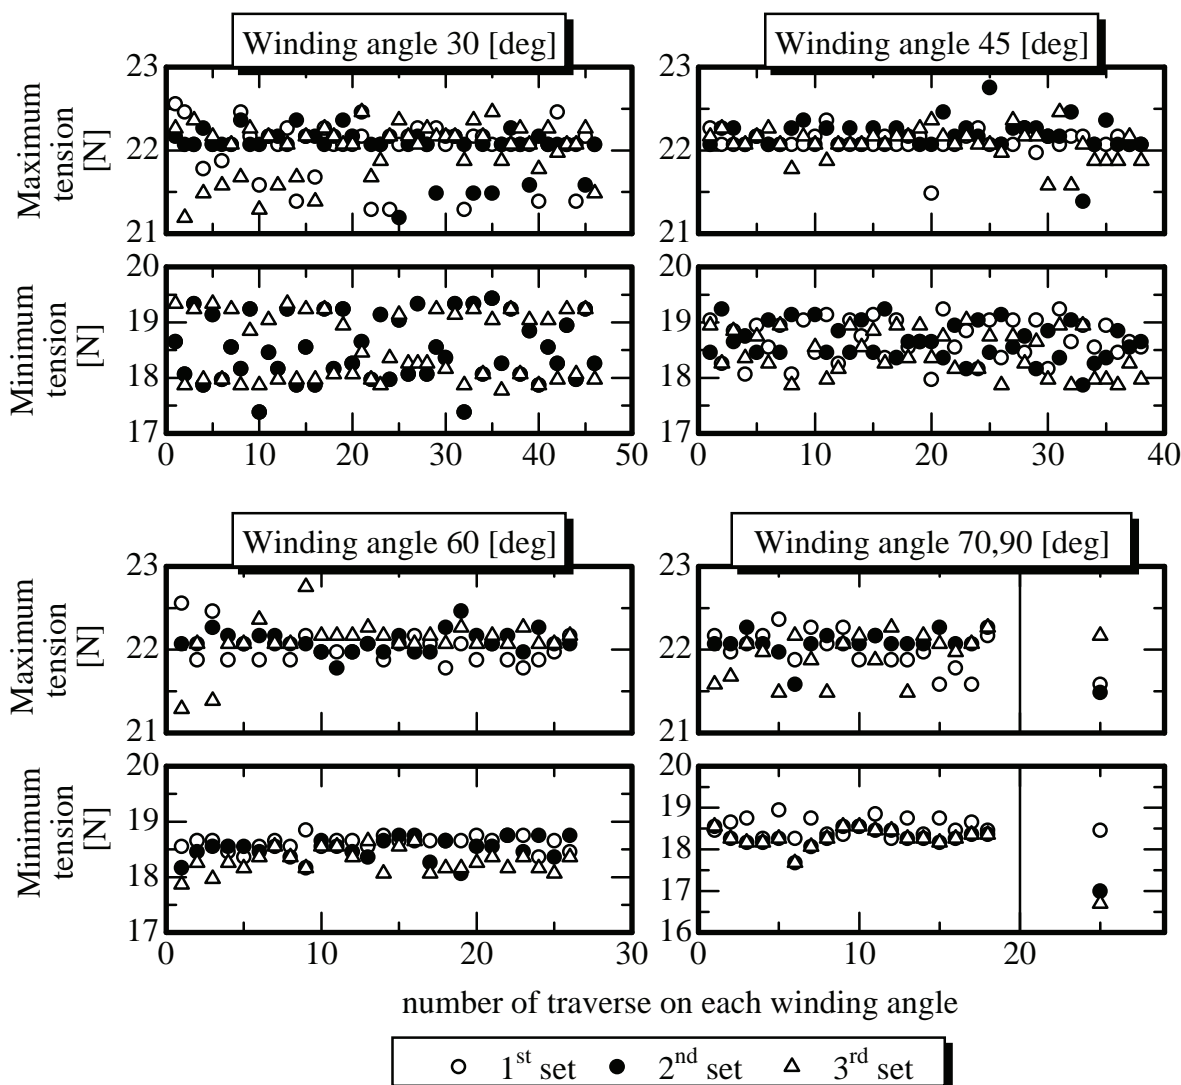 Winding angle 30 [deg]
Winding angle 45 [deg]
Maximum
tension
[N]
23
22
21
23
22
21
Minimum
tension
[N]
20
19
18
17
0 10 20 30 40 50
20
19
18
17
0 10 20 30 40
Winding angle 60 [deg]
Winding angle 70,90 [deg]
Maximum
tension
[N]
23
22
21
23
22
21
Minimum
tension
[N]
20
19
18
17
0 10 20 30
20
19
18
17
16
0 10 20
number of traverse on each winding angle
1st set 2nd set 3rd set